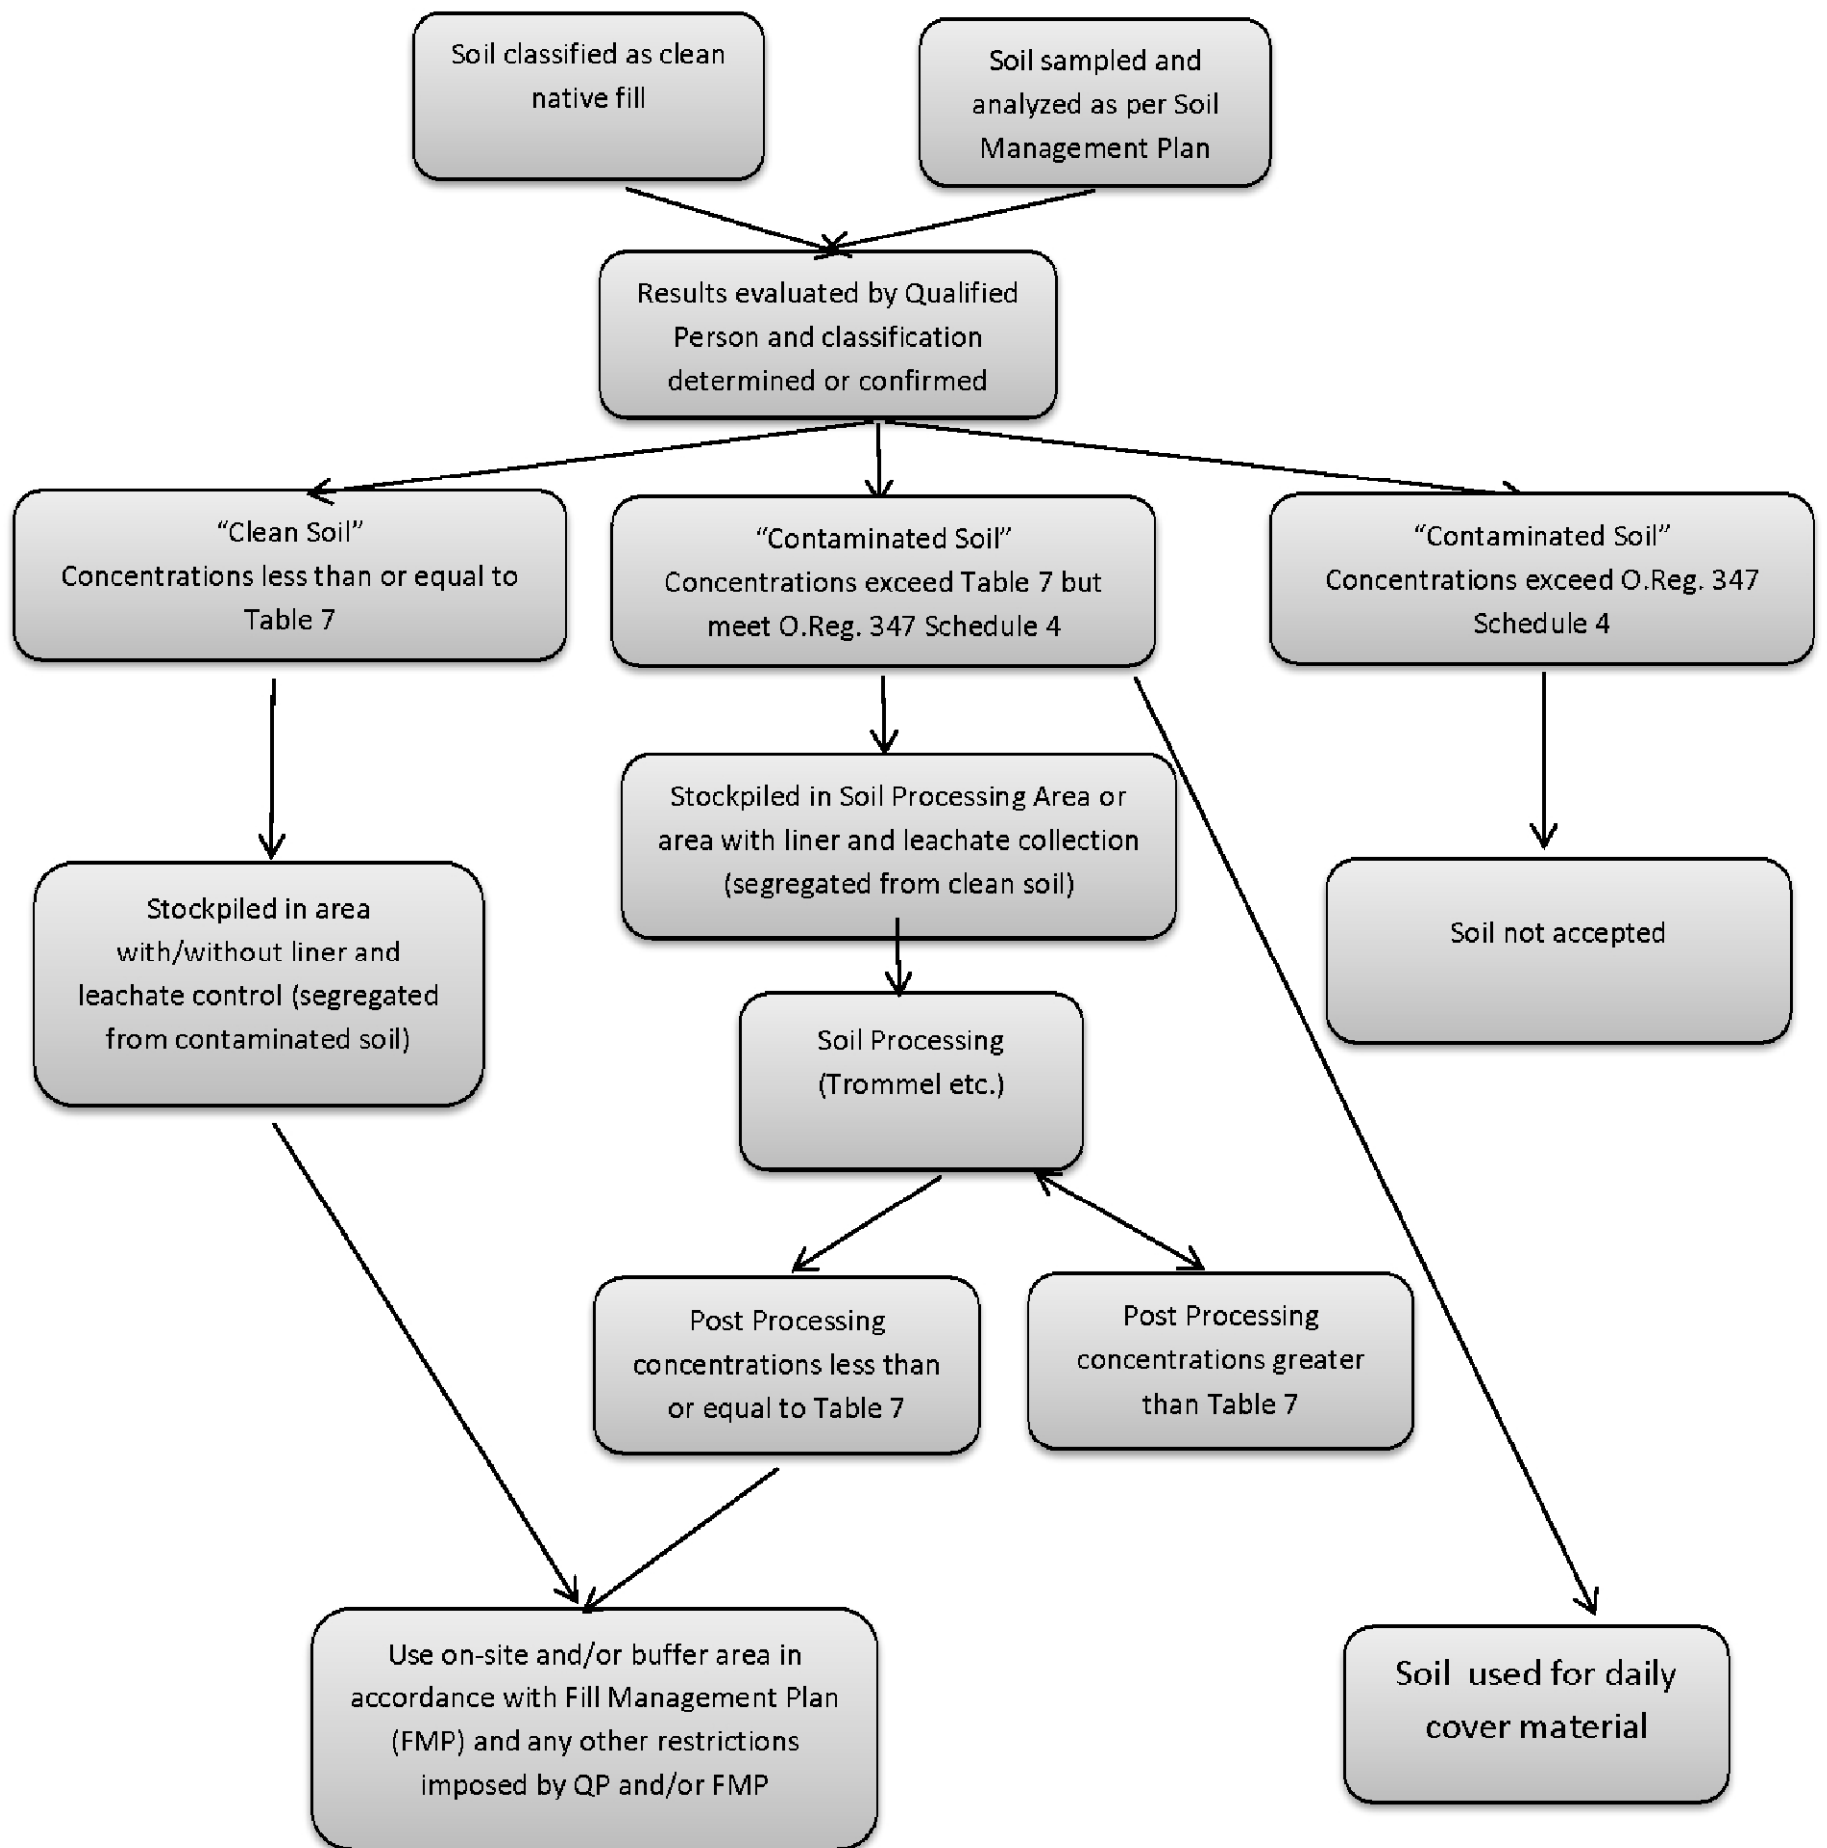 Soil classified as clean
native fill
Soil sampled and
analyzed as per Soil
Management Plan
Results evaluated by Qualified
Person and classification
determined or confirmed
“Clean Soil”
Concentrations less than or equal to
Table 7
“Contaminated Soil”
Concentrations exceed Table 7 but
meet O.Reg. 347 Schedule 4
“Contaminated Soil”
Concentrations exceed O.Reg. 347
Schedule 4
Stockpiled in area
with/without liner and
leachate control (segregated
from contaminated soil)
Stockpiled in Soil Processing Area or
area with liner and leachate collection
(segregated from clean soil)
Soil not accepted
Soil Processing
(Trommel etc.)
Post Processing
concentrations less than
or equal to Table 7
Post Processing
concentrations greater
than Table 7
Use on-site and/or buffer area in
accordance with Fill Management Plan
(FMP) and any other restrictions
imposed by QP and/or FMP
Soil  used for daily
cover material